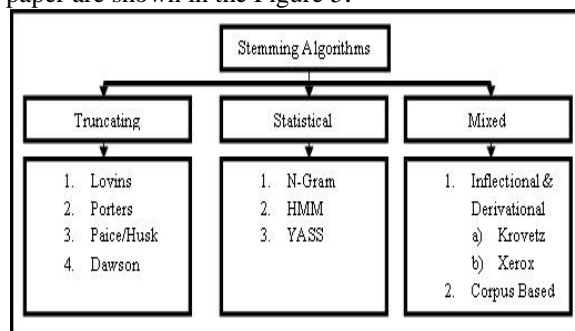 paper are shown in the Figure 3.
Stemming Algorithms
Truncating
Statistical
Mixed
1. Lovins
2. Porters
3. Paice/Husk
4. Dawson
1. N-Gram
2. HMM
3. YASS
1. Inflectional &
Derivational
a) Krovetz
b) Xerox
2. Corpus Based